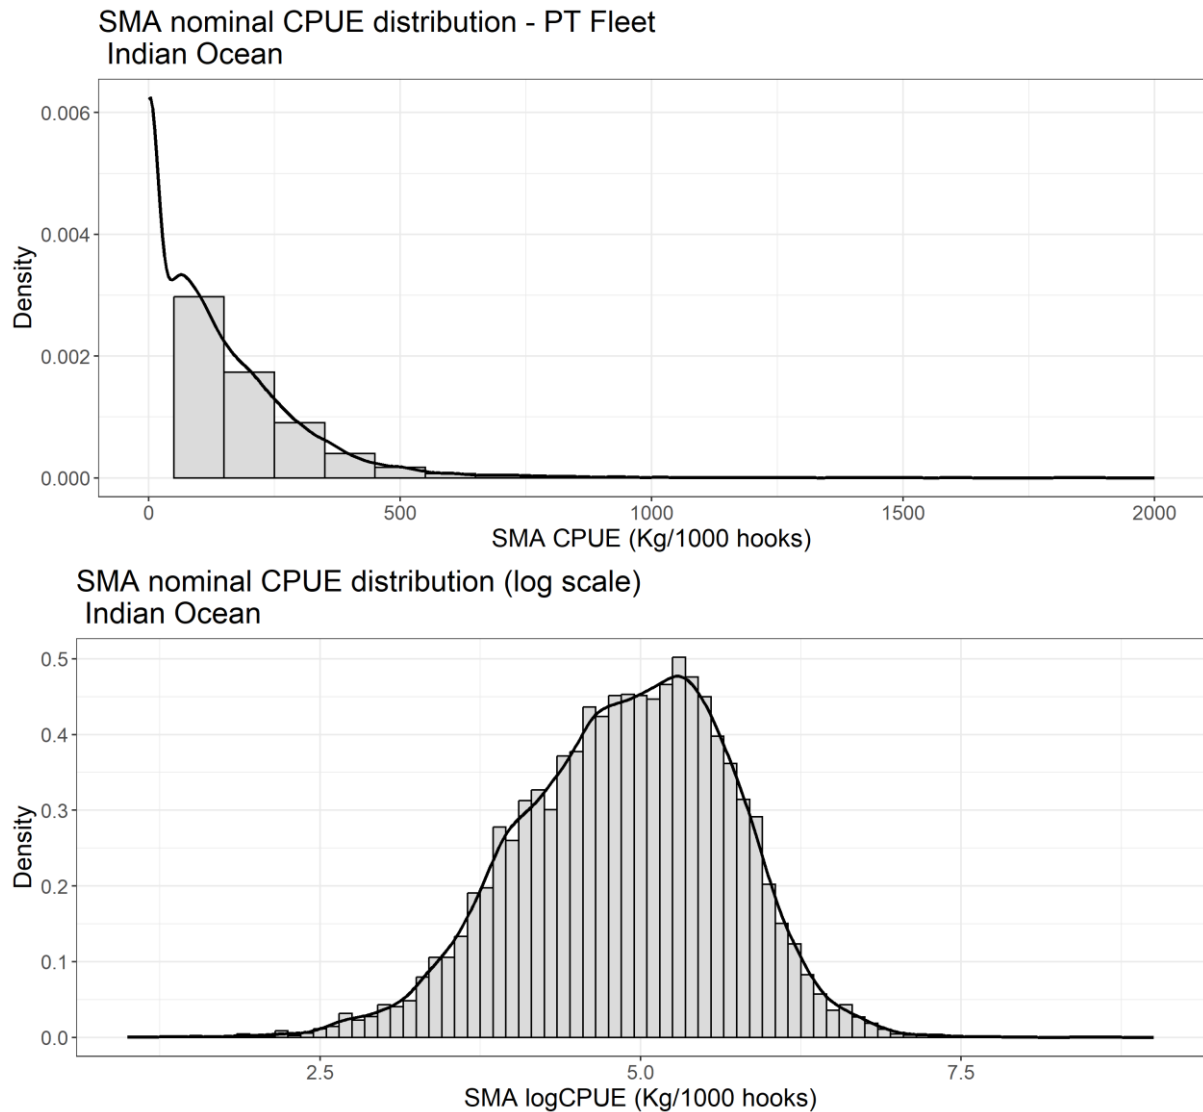 SMA nominal CPUE distribution - PT Fleet
Indian Ocean
0.006
0.004
0.002
0.000
Density
0 500 1000 1500 2000
SMA CPUE (Kg/1000 hooks)
SMA nominal CPUE distribution (log scale)
Indian Ocean
0.5
0.4
0.3
0.2
0.1
0.0
Density
2.5 5.0 7.5
SMA logCPUE (Kg/1000 hooks)